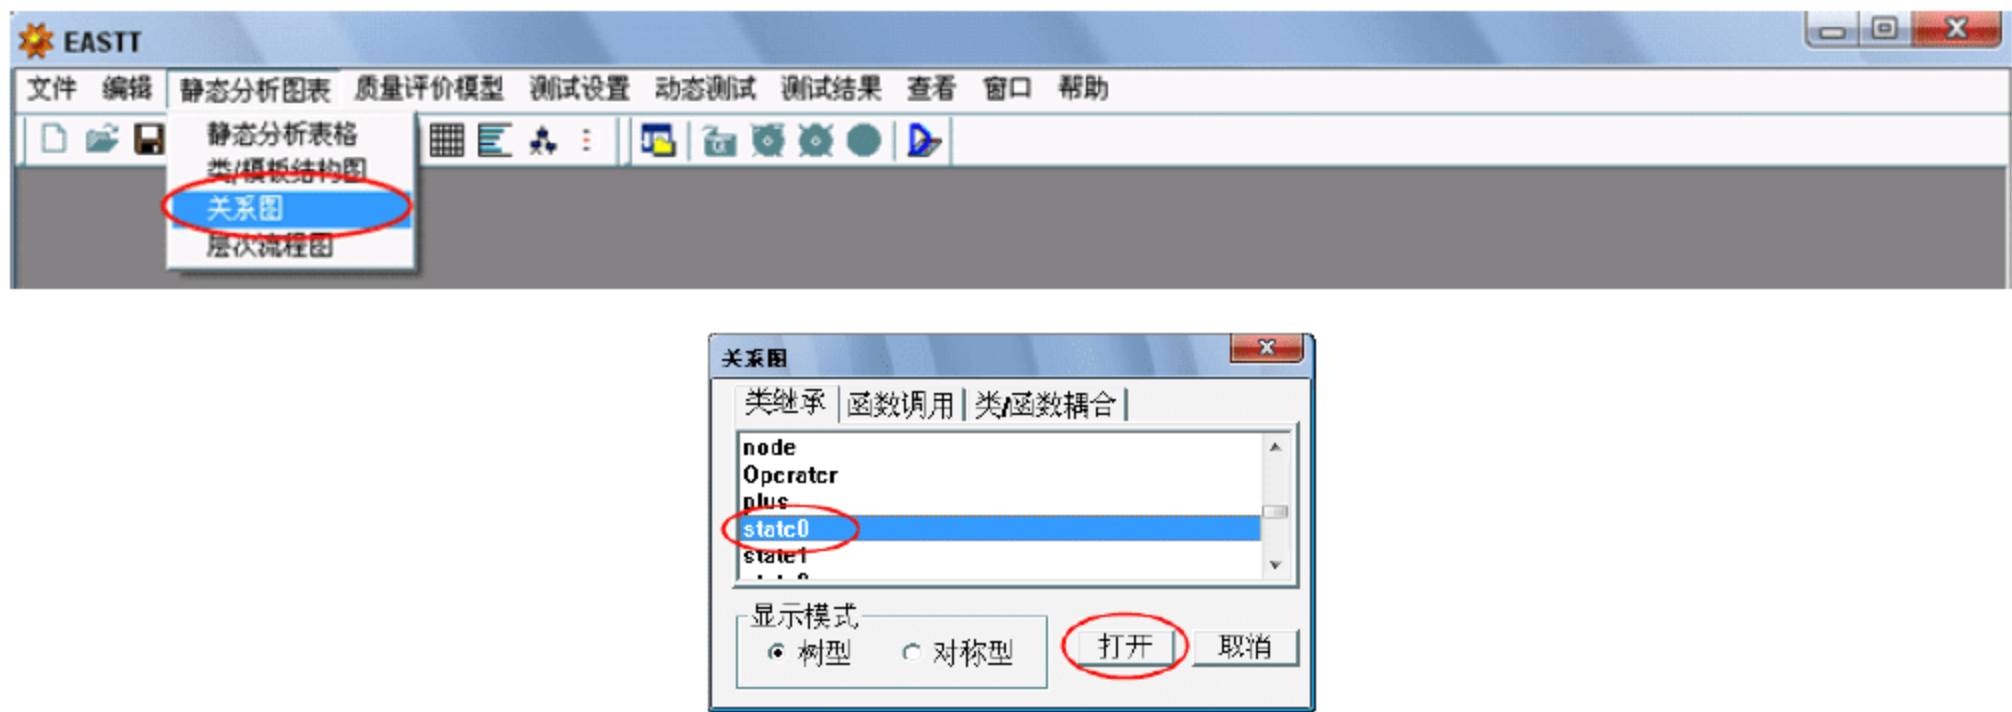 EASTT
文件 编辑 静态分析图表 质量评价模型 测试设置 动态测试 测试结果 查看 窗口 帮助
静态分析表格
类/模板结构图
关系图
层次流程图
关系图
类继承 函数调用 类/函数耦合
node
Operater
plus
state0
state1
显示模式
树型 对称型 打开 取消